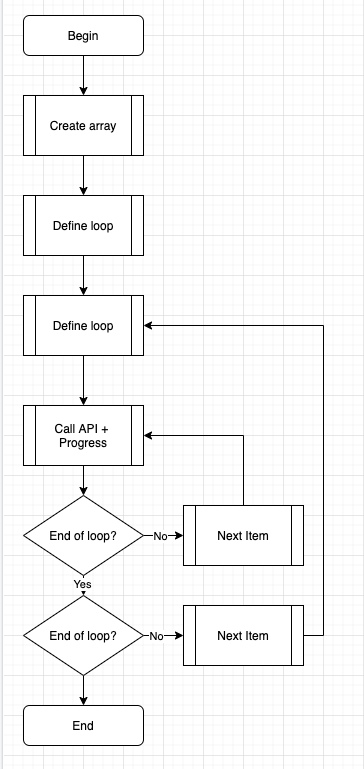 Begin
Create array
Define loop
Define loop
Call API +
Progress
End of loop?
No
Next Item
Yes
End of loop?
No
Next Item
End